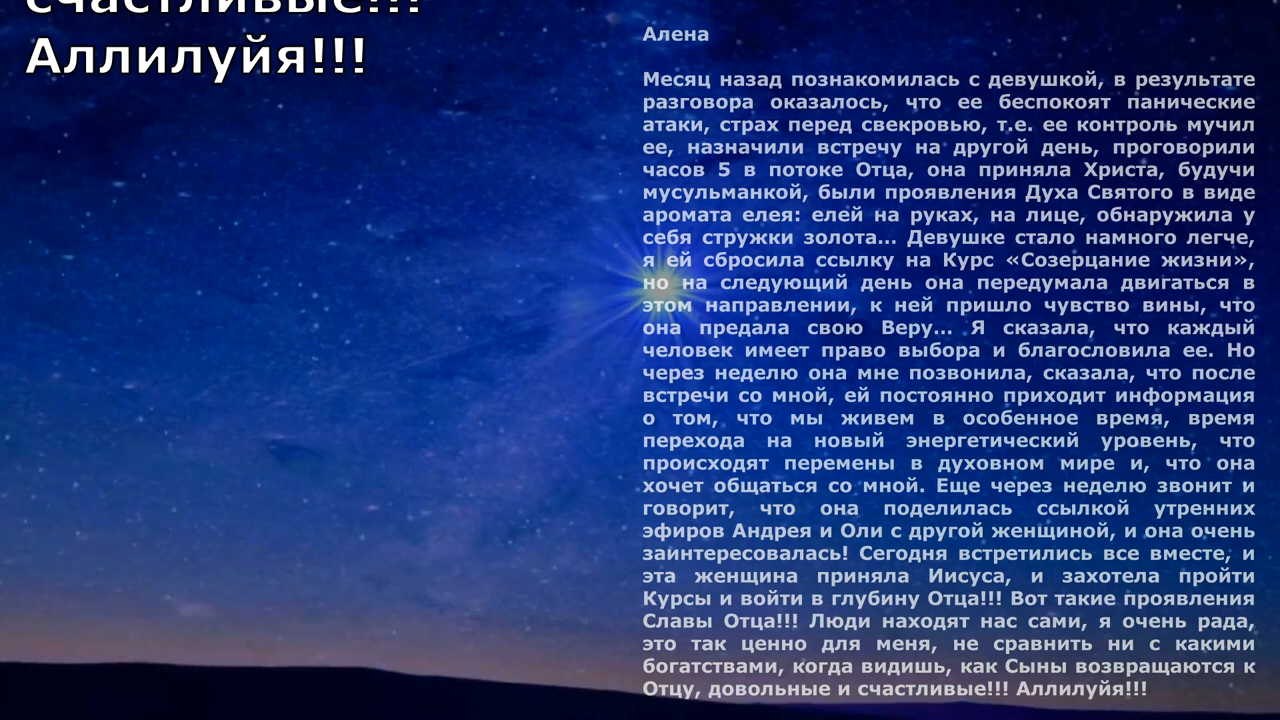 счастливые!!!
Аллилуйя!!!
Алена
Месяц назад познакомилась с девушкой, в результате
разговора оказалось, что ее беспокоят панические
атаки, страх перед свекровью, т.е. ее контроль мучил
ее, назначили встречу на другой день, проговорили
часов 5 в потоке Отца, она приняла Христа, будучи
мусульманкой, были проявления Духа Святого в виде
аромата елея: елей на руках, на лице, обнаружила у
себя стружки золота... Девушке стало намного легче,
я ей сбросила ссылку на Курс «Созерцание жизни»,
но на следующий день она передумала двигаться в
этом направлении, к ней пришло чувство вины, что
она предала свою Веру... Я сказала, что каждый
человек имеет право выбора и благословила ее. Но
через неделю она мне позвонила, сказала, что после
встречи со мной, ей постоянно приходит информация
о том, что мы живем в особенное время, время
перехода на новый энергетический уровень, что
происходят перемены в духовном мире и, что она
хочет общаться со мной. Еще через неделю звонит и
говорит, что она поделилась ссылкой утренних
эфиров Андрея и Оли с другой женщиной, и она очень
заинтересовалась! Сегодня встретились все вместе, и
эта женщина приняла Иисуса, и захотела пройти
Курсы и войти в глубину Отца!!! Вот такие проявления
Славы Отца!!! Люди находят нас сами, я очень рада,
это так ценно для меня, не сравнить ни с какими
богатствами, когда видишь, как Сыны возвращаются к
Отцу, довольные и счастливые!!! Аллилуйя!!!